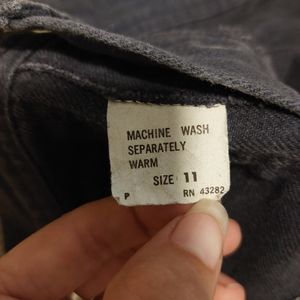 MACHINE WASH
SEPARATELY
WARM
SIZE 11
P RN 43282